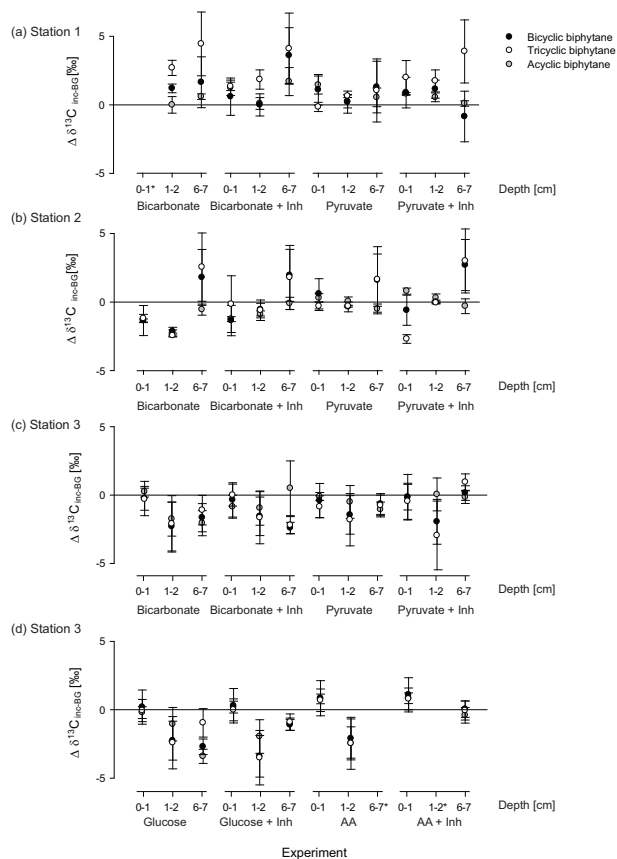 (a) Station 1
Bicyclic biphytane
Tricyclic biphytane
Acyclic biphytane
5
0
-5
Δ δ¹³C inc-BG [‰]
0-1* 1-2 6-7 0-1 1-2 6-7 0-1 1-2 6-7 0-1 1-2 6-7 Depth [cm]
Bicarbonate Bicarbonate + Inh Pyruvate Pyruvate + Inh
(b) Station 2
5
0
-5
Δ δ¹³C inc-BG [‰]
0-1 1-2 6-7 0-1 1-2 6-7 0-1 1-2 6-7 0-1 1-2 6-7 Depth [cm]
Bicarbonate Bicarbonate + Inh Pyruvate Pyruvate + Inh
(c) Station 3
5
0
-5
Δ δ¹³C inc-BG [‰]
0-1 1-2 6-7 0-1 1-2 6-7 0-1 1-2 6-7 0-1 1-2 6-7 Depth [cm]
Bicarbonate Bicarbonate + Inh Pyruvate Pyruvate + Inh
(d) Station 3
5
0
-5
Δ δ¹³C inc-BG [‰]
0-1 1-2 6-7 0-1 1-2 6-7 0-1 1-2 6-7* 0-1 1-2* 6-7 Depth [cm]
Glucose Glucose + Inh AA AA + Inh
Experiment